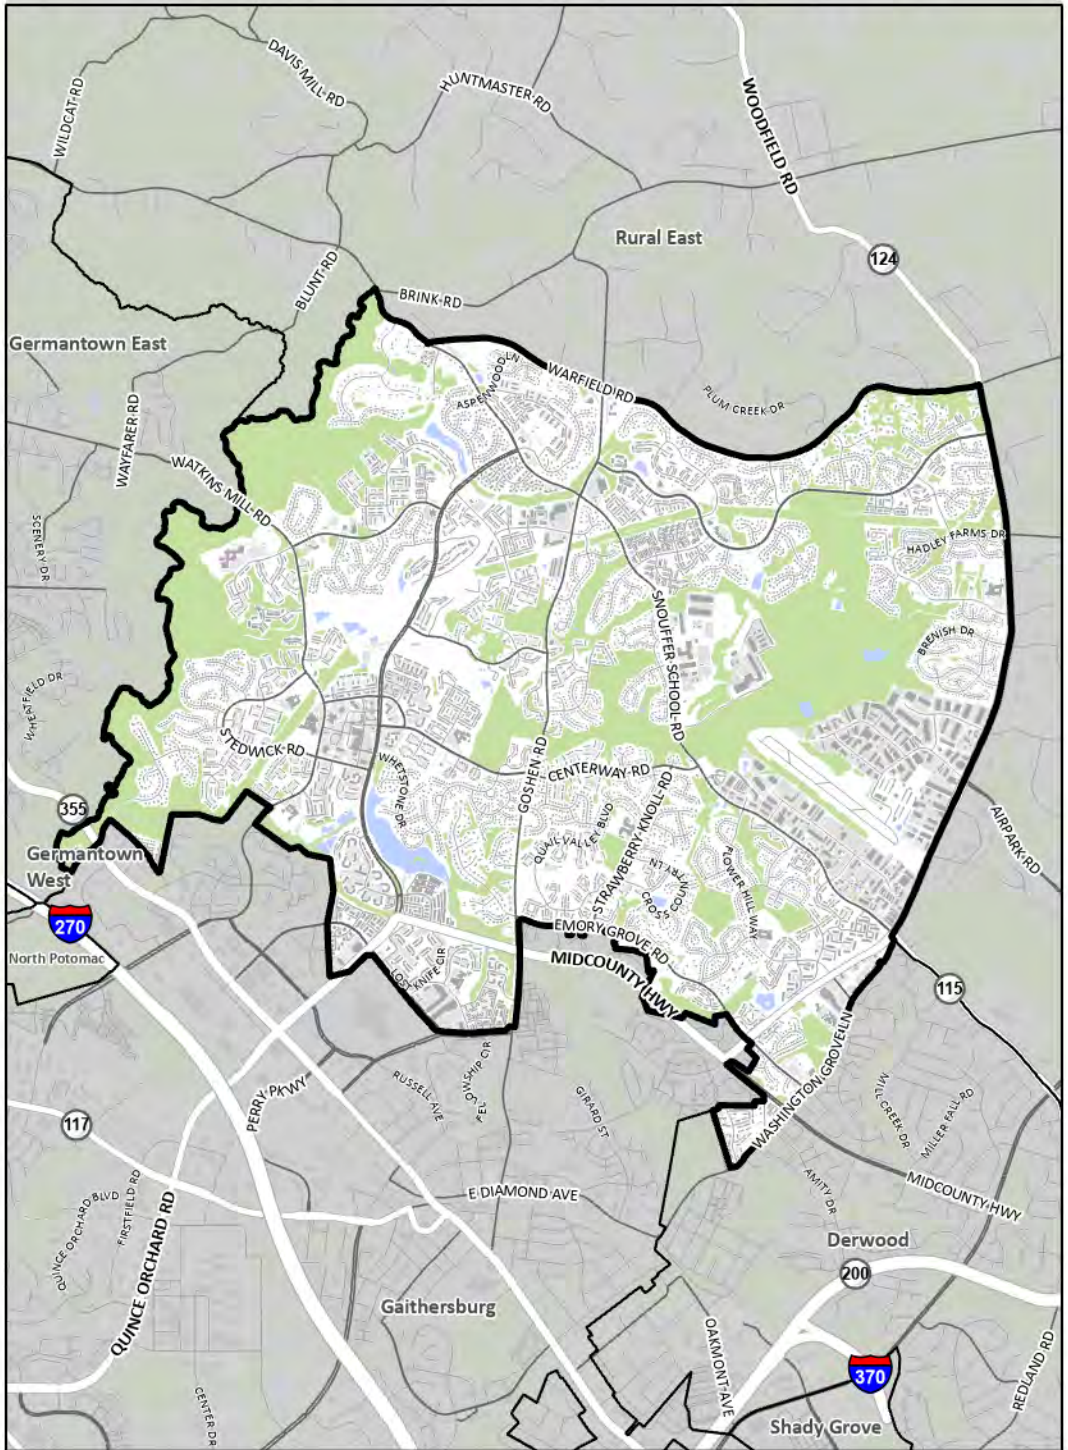 DAVIS MILL RD
HUNTMASTER RD
WILDCAT RD
WOODFIELD RD
Rural East
124
BLUNT RD
BRINK RD
Germantown East
WARFIELD RD
ASPENWOOD LN
PLUM CREEK DR
WAYFARER RD
WATKINS MILL RD
SCENERY DR
HADLEY FARMS DR
SNOUFFER SCHOOL RD
BRENISH DR
WHEATFIELD DR
STEDWICK RD
WHETSTONE DR
GOSHEN RD
CENTERWAY RD
355
QUAIL VALLEY BLVD
STRAWBERRY KNOLL RD
AIRPARK RD
Germantown
West
CROSS COUNTRY LN
FLOWER HILL WAY
270
EMORY GROVE RD
North Potomac
MIDCOUNTY HWY
LOST KNIFE CIR
115
WASHINGTON GROVE LN
PERRY PKWY
RUSSELL AVE
FELLOWSHIP CIR
GIRARD ST
MILL CREEK DR
MILLER FALL RD
117
E DIAMOND AVE
AMITY DR
MIDCOUNTY HWY
QUINCE ORCHARD BLVD
FIRSTFIELD RD
QUINCE ORCHARD RD
Derwood
200
Gaithersburg
OAKMONT AVE
370
REDLAND RD
CENTER DR
Shady Grove